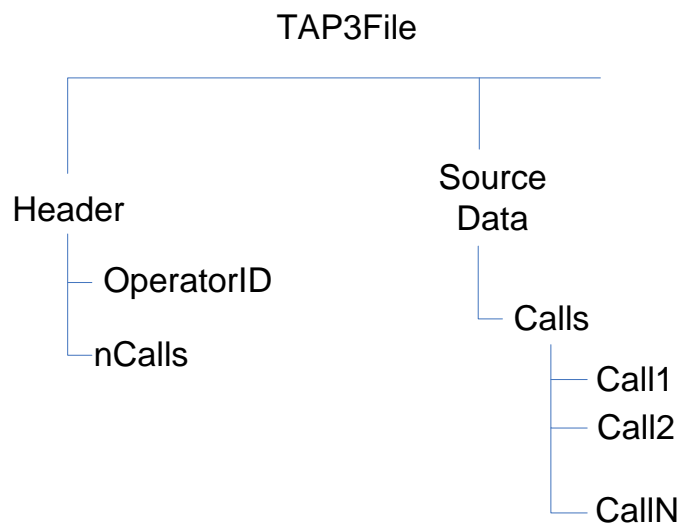 TAP3File
Header
OperatorID
nCalls
Source
Data
Calls
Call1
Call2
CallN